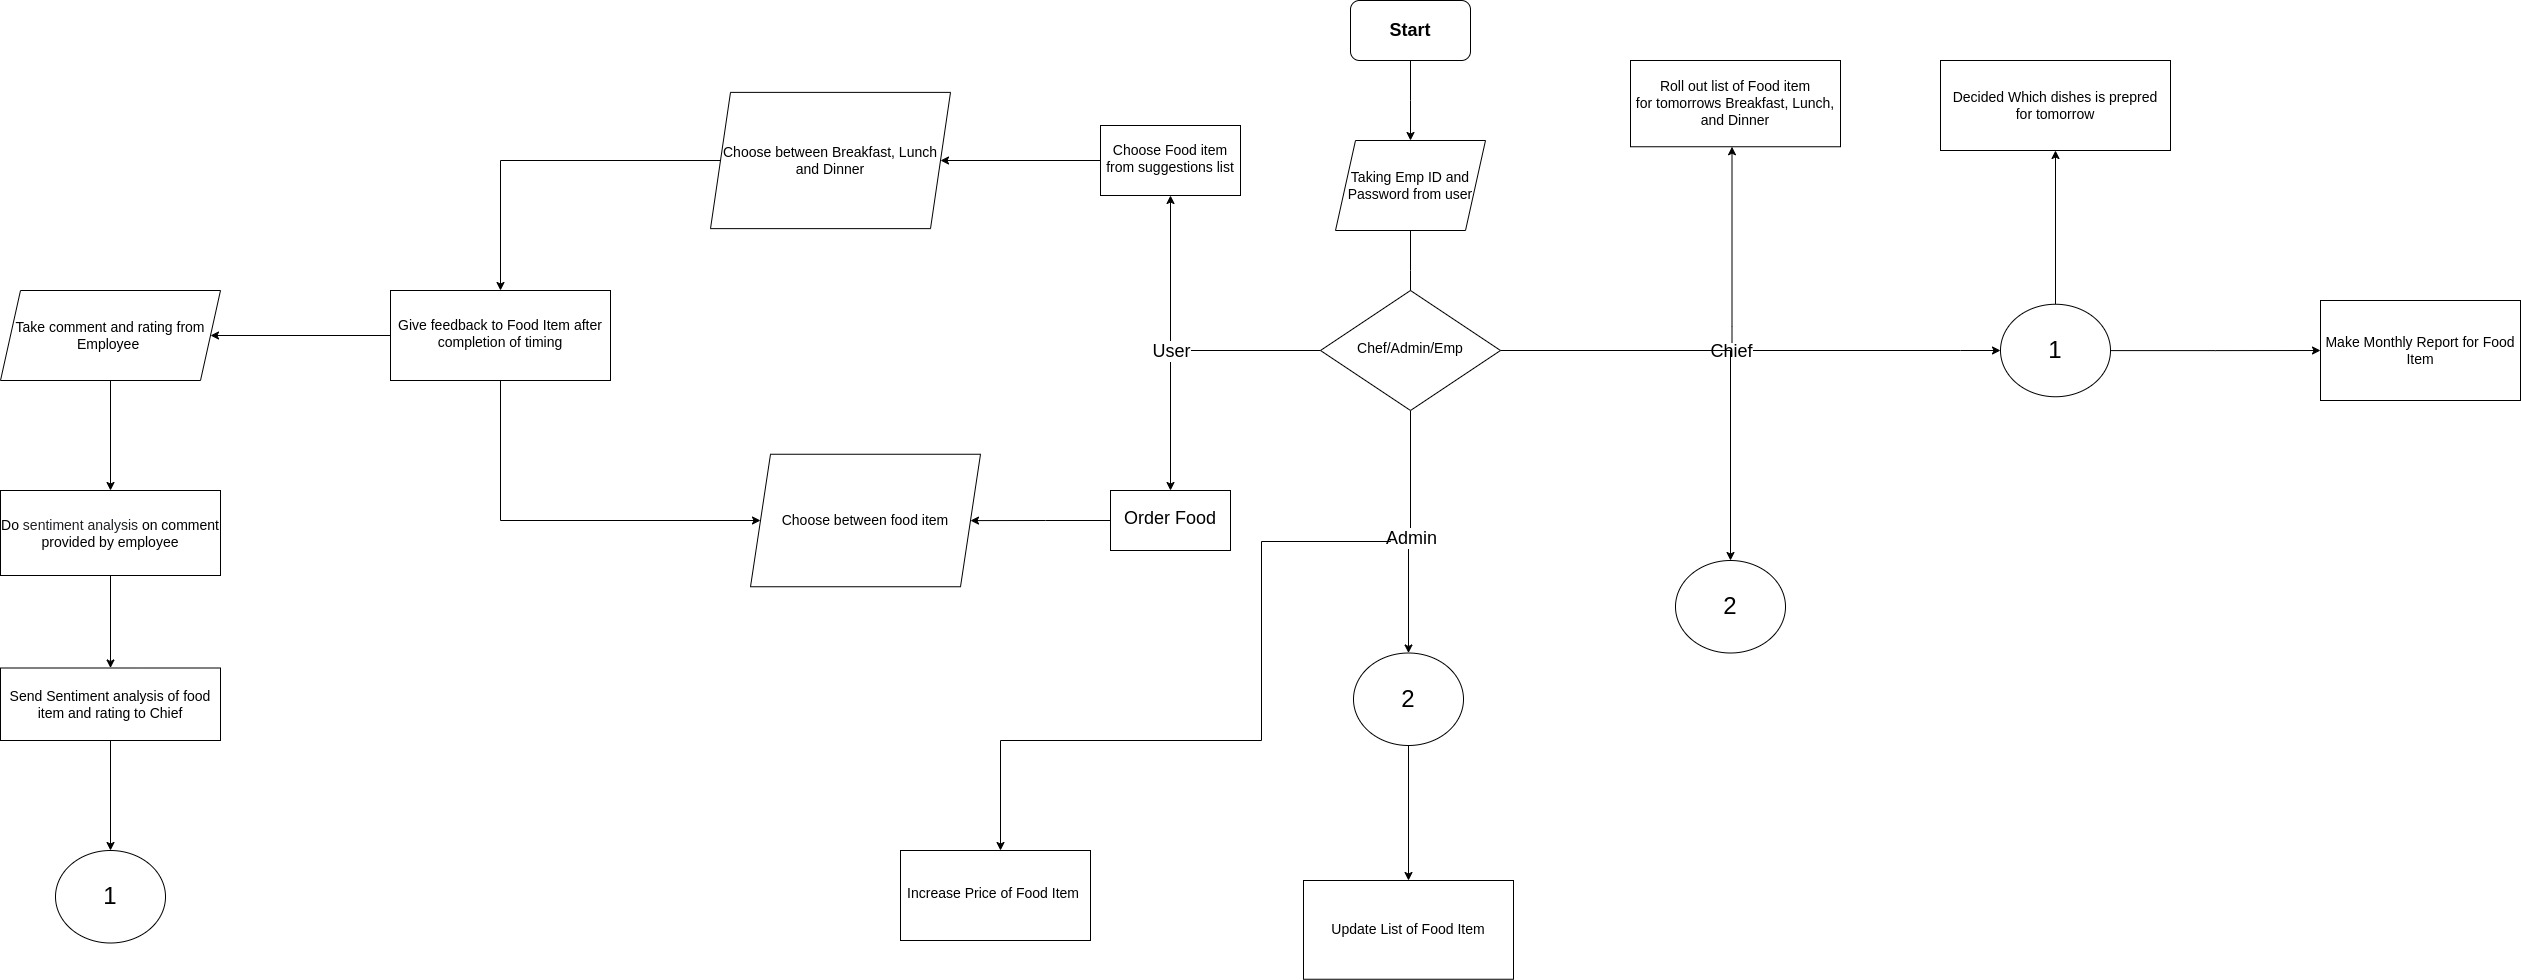 Start
Roll out list of Food item
for tomorrows Breakfast, Lunch,
and Dinner
Decided Which dishes is prepred
for tomorrow
Choose between Breakfast, Lunch
and Dinner
Choose Food item
from suggestions list
Taking Emp ID and
Password from user
Take comment and rating from
Employee
Give feedback to Food Item after
completion of timing
User
Chef/Admin/Emp
Chief
1
Make Monthly Report for Food
Item
Do sentiment analysis on comment
provided by employee
Choose between food item
Order Food
Admin
2
Send Sentiment analysis of food
item and rating to Chief
2
1
Increase Price of Food Item
Update List of Food Item